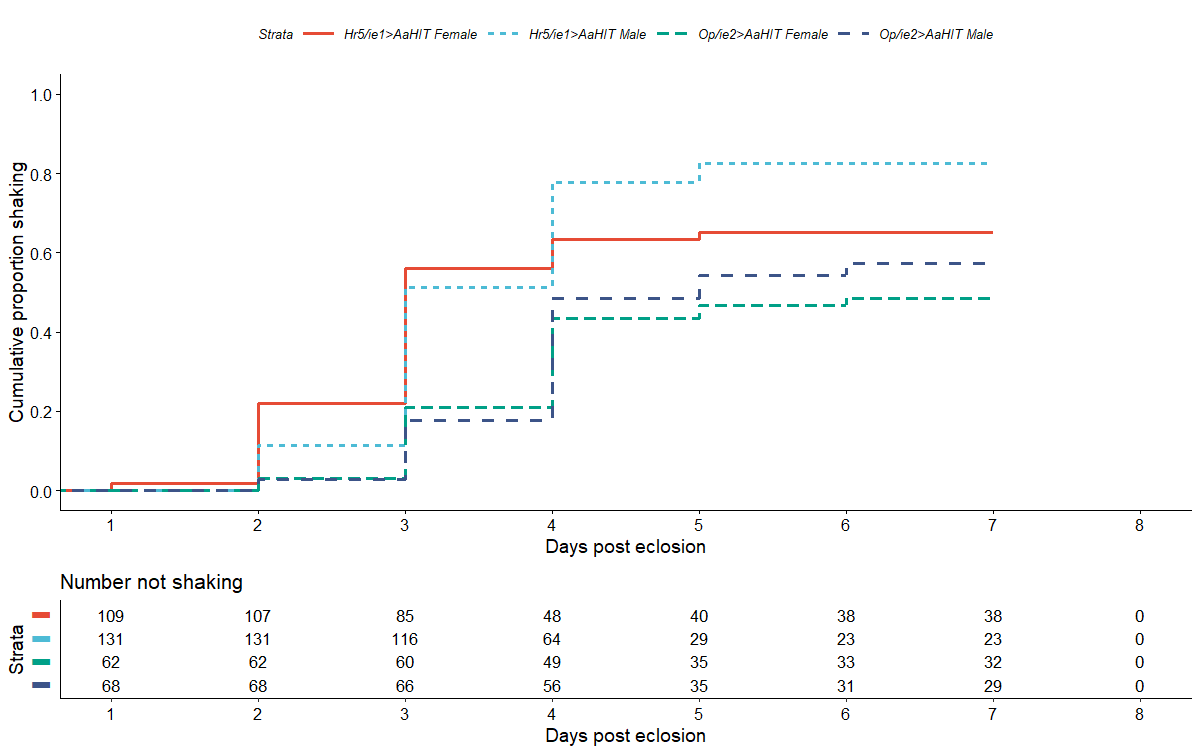 Strata Hr5/ie1>AaHIT Female Hr5/ie1>AaHIT Male Op/ie2>AaHIT Female Op/ie2>AaHIT Male
Cumulative proportion shaking
1.0
0.8
0.6
0.4
0.2
0.0
1 2 3 4 5 6 7 8
Days post eclosion
Number not shaking
Strata
109 107 85 48 40 38 38 0
131 131 116 64 29 23 23 0
62 62 60 49 35 33 32 0
68 68 66 56 35 31 29 0
1 2 3 4 5 6 7 8
Days post eclosion